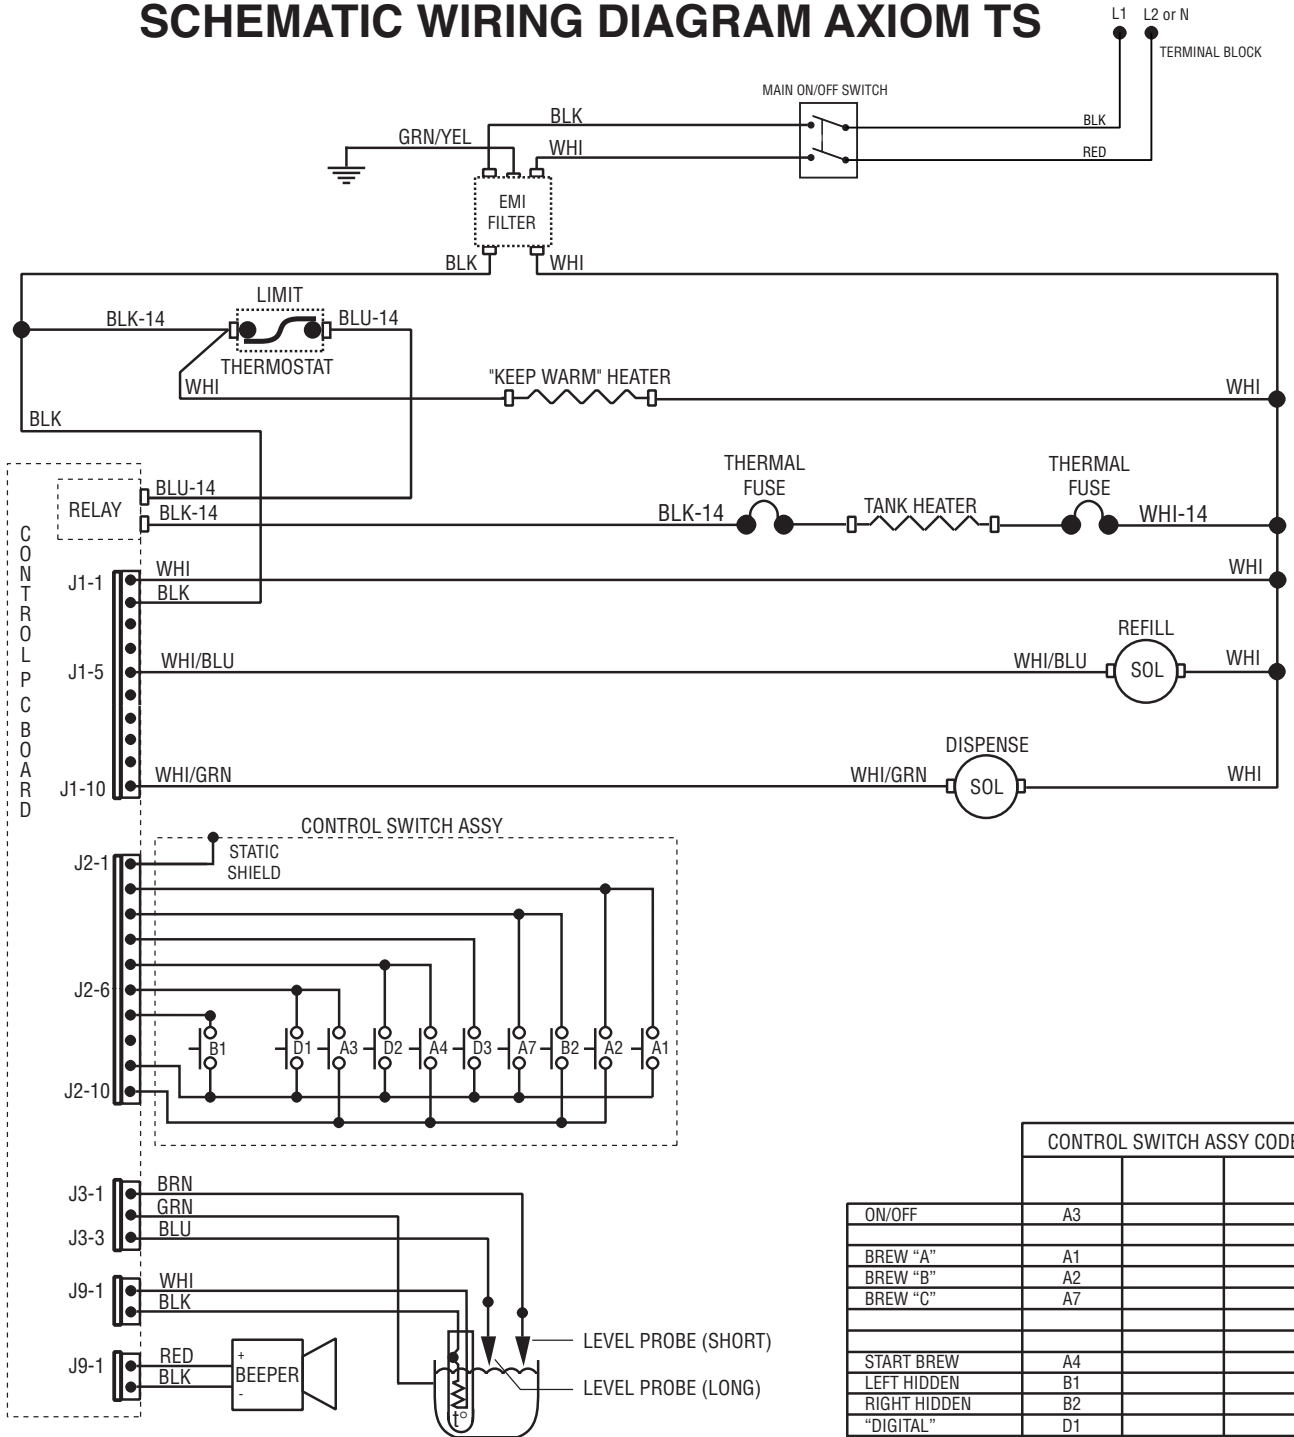 SCHEMATIC WIRING DIAGRAM AXIOM TS
L1 L2 or N
TERMINAL BLOCK
MAIN ON/OFF SWITCH
BLK
BLK
GRN/YEL
WHI
RED
EMI
FILTER
BLK WHI
LIMIT
BLK-14 BLU-14
THERMOSTAT
WHI
"KEEP WARM" HEATER
WHI
BLK
CONTROL P C BOARD
RELAY
BLU-14
BLK-14
THERMAL
FUSE
THERMAL
FUSE
BLK-14
TANK HEATER
WHI-14
J1-1
WHI
WHI
BLK
REFILL
J1-5
WHI/BLU
WHI/BLU
SOL
WHI
DISPENSE
J1-10
WHI/GRN
WHI/GRN
SOL
WHI
CONTROL SWITCH ASSY
J2-1
STATIC
SHIELD
J2-6
B1 D1 A3 D2 A4 D3 A7 B2 A2 A1
J2-10
J3-1
BRN
GRN
J3-3
BLU
J9-1
WHI
BLK
J9-1
RED
BLK
+
BEEPER
-
t°
LEVEL PROBE (SHORT)
LEVEL PROBE (LONG)
CONTROL SWITCH ASSY CODE
ON/OFF A3
BREW “A” A1
BREW “B” A2
BREW “C” A7
START BREW A4
LEFT HIDDEN B1
RIGHT HIDDEN B2
“DIGITAL” D1